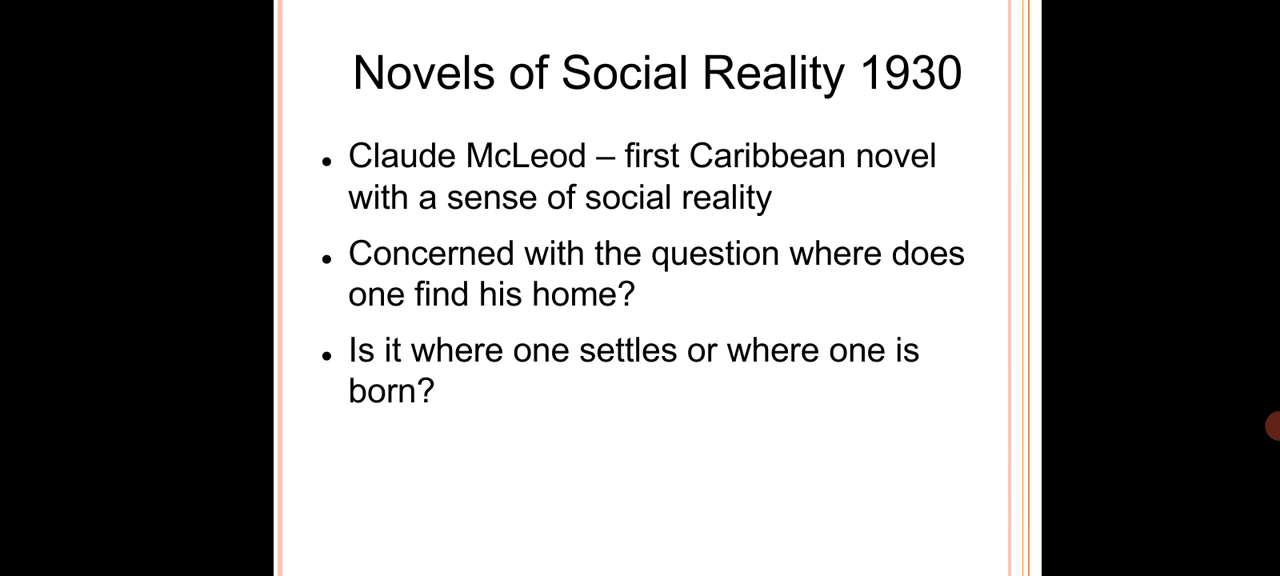 Novels of Social Reality 1930
• Claude McLeod – first Caribbean novel
with a sense of social reality
• Concerned with the question where does
one find his home?
• Is it where one settles or where one is
born?